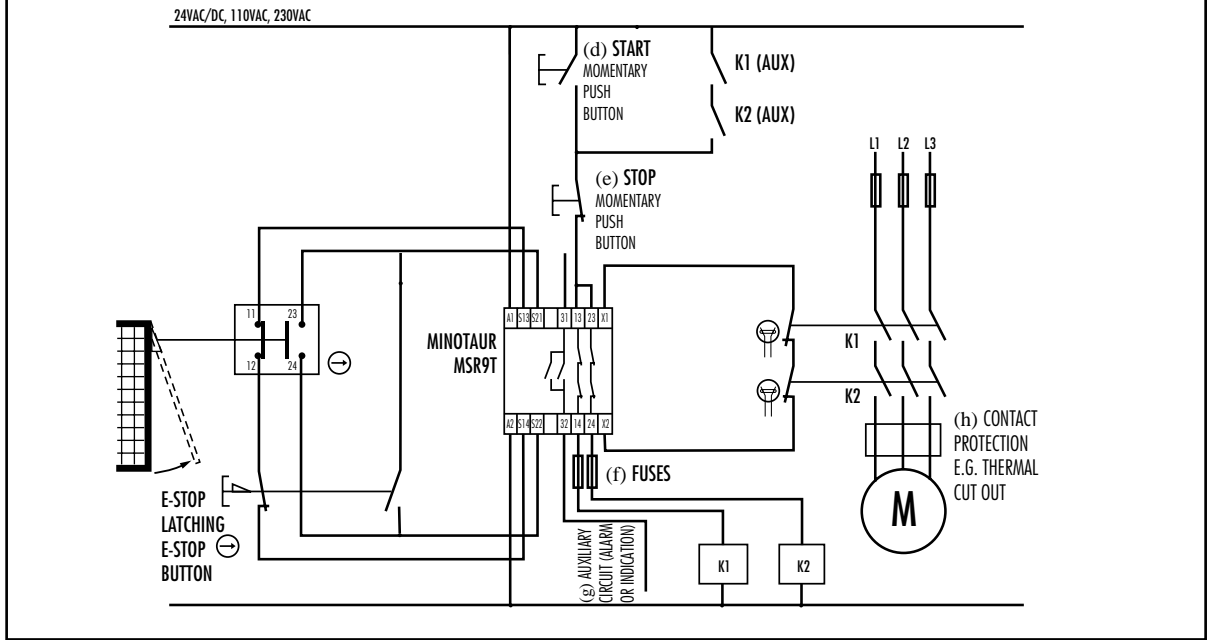 24VAC/DC, 110VAC, 230VAC
(d) START
MOMENTARY
PUSH
BUTTON
K1 (AUX)
K2 (AUX)
L1 L2 L3
(e) STOP
MOMENTARY
PUSH
BUTTON
11 23
12 24
A1 S13 S21 31 13 23 X1
MINOTAUR
MSR9T
A2 S14 S22 32 14 24 X2
K1
K2
(h) CONTACT
PROTECTION
E.G. THERMAL
CUT OUT
M
(f) FUSES
E-STOP
LATCHING
E-STOP
BUTTON
(g) AUXILIARY
CIRCUIT (ALARM
OR INDICATION)
K1
K2